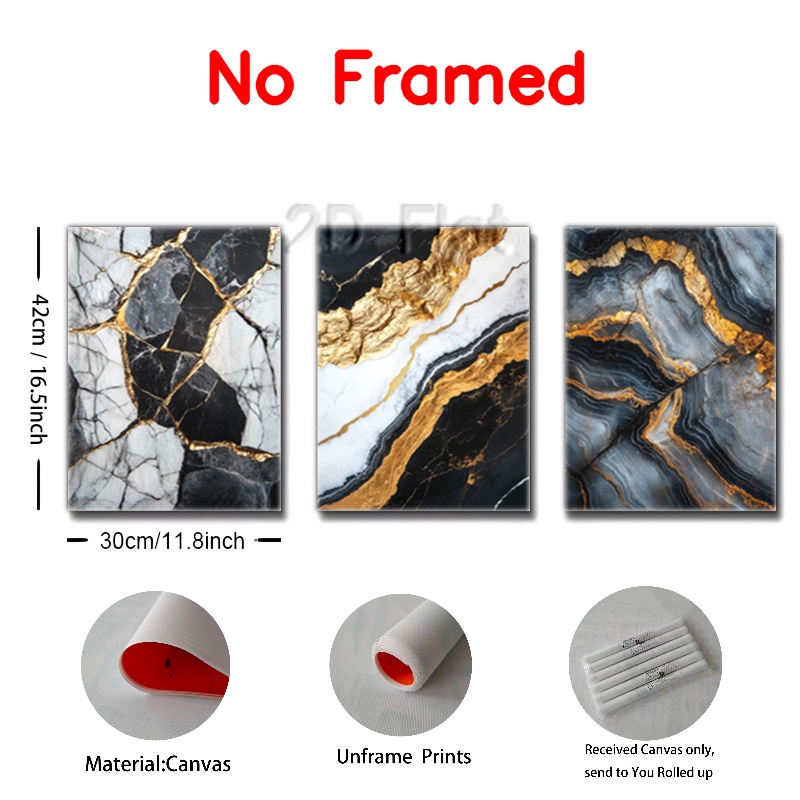 No Framed
2D Flat
42cm / 16.5inch
30cm/11.8inch
Material:Canvas
Unframe Prints
Received Canvas only,
send to You Rolled up